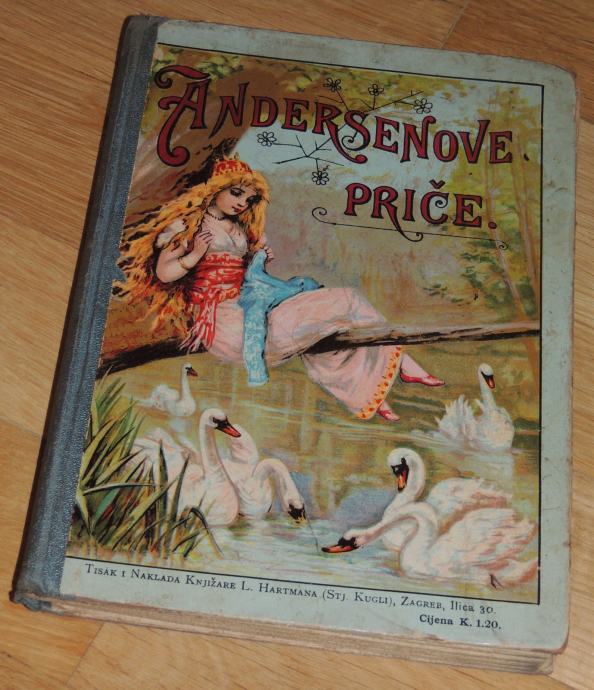 ANDERSENOVE
PRIČE.
TISAK I NAKLADA KNJIŽARE L. HARTMANA (STJ. KUGLI), ZAGREB, Ilica 30.
Cijena K. 1.20.